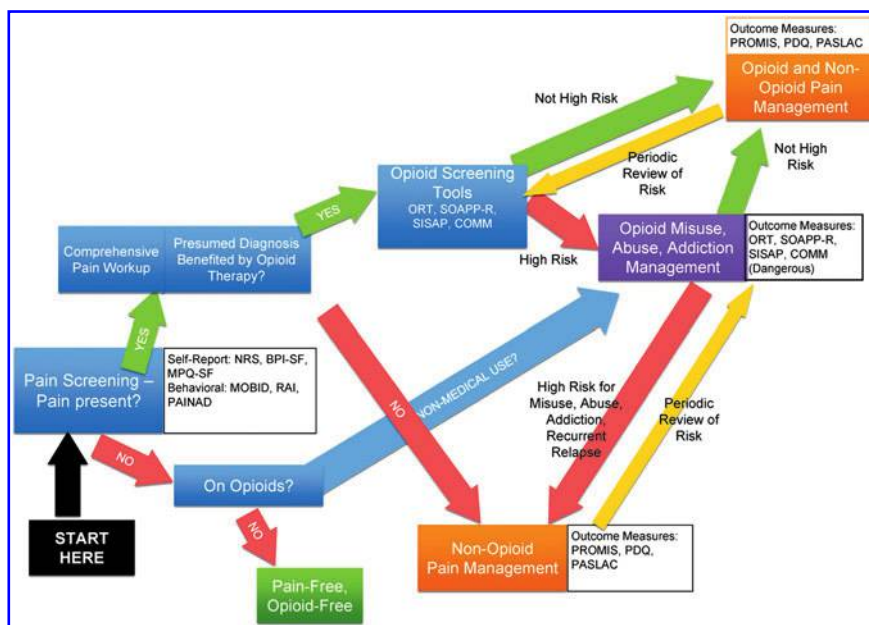 Outcome Measures:
PROMIS, PDQ, PASLAC
Opioid and Non-
Opioid Pain
Management
Not High Risk
Periodic
Review of
Risk
Not High
Risk
Opioid Screening
Tools
ORT, SOAPP-R,
SISAP, COMM
YES
Comprehensive
Pain Workup
Presumed Diagnosis
Benefited by Opioid
Therapy?
High Risk
Opioid Misuse,
Abuse, Addiction
Management
Outcome Measures:
ORT, SOAPP-R,
SISAP, COMM
(Dangerous)
YES
Pain Screening –
Pain present?
Self-Report: NRS, BPI-SF,
MPQ-SF
Behavioral: MOBID, RAI,
PAINAD
NO
NON-MEDICAL USE?
High Risk for
Misuse, Abuse,
Addiction,
Recurrent
Relapse
Periodic
Review of
Risk
NO
On Opioids?
START
HERE
NO
Pain-Free,
Opioid-Free
Non-Opioid
Pain Management
Outcome Measures:
PROMIS, PDQ,
PASLAC